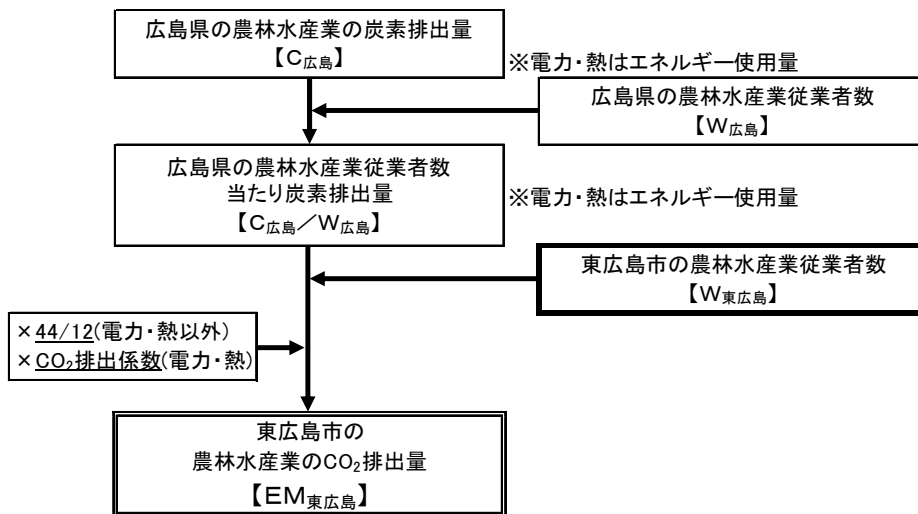 広島県の農林水産業の炭素排出量
【C広島】
※電力・熱はエネルギー使用量
広島県の農林水産業従業者数
【W広島】
広島県の農林水産業従業者数
当たり炭素排出量
【C広島／W広島】
※電力・熱はエネルギー使用量
東広島市の農林水産業従業者数
【W東広島】
×44/12(電力・熱以外)
×CO₂排出係数(電力・熱)
東広島市の
農林水産業のCO₂排出量
【EM東広島】